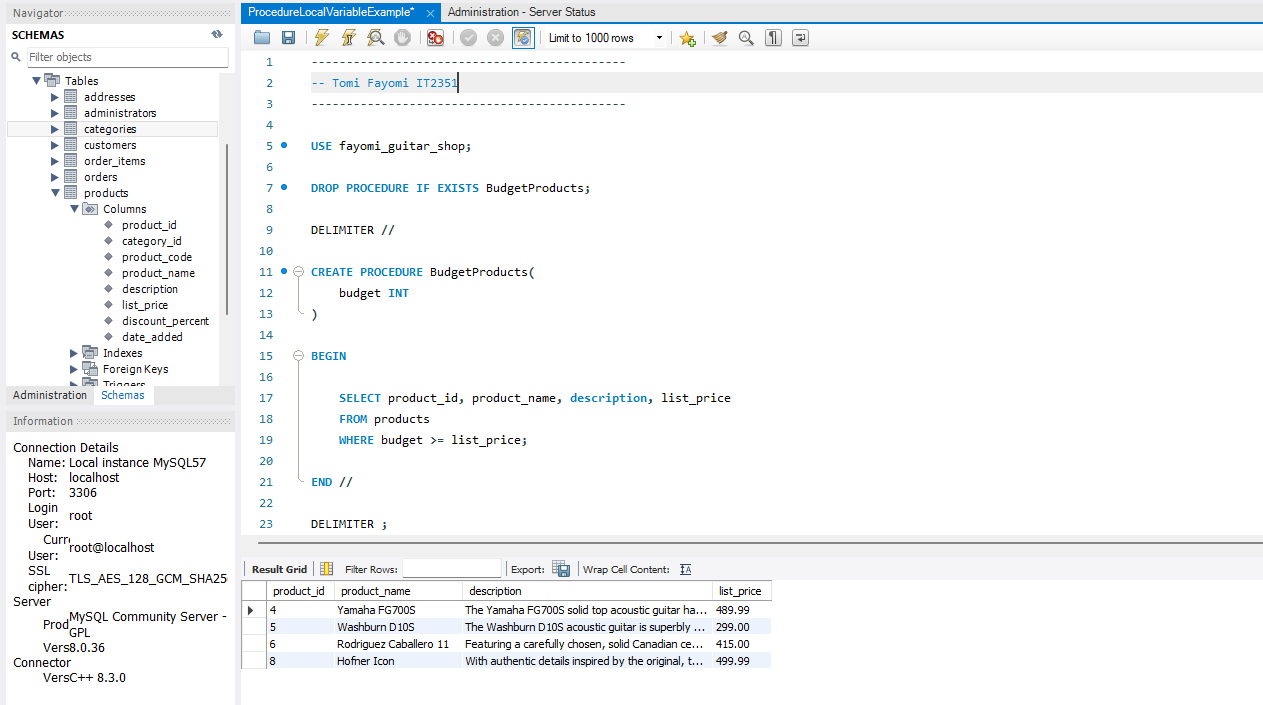 Navigator
SCHEMAS
Filter objects
Tables
addresses
administrators
categories
customers
order_items
orders
products
Columns
product_id
category_id
product_code
product_name
description
list_price
discount_percent
date_added
Indexes
Foreign Keys
Triggers
Administration Schemas
Information
Connection Details
Name: Local instance MySQL57
Host: localhost
Port: 3306
Login
User: root
Curre
User: root@localhost
SSL
cipher: TLS_AES_128_GCM_SHA256
Server
Prod MySQL Community Server -
GPL
Vers 8.0.36
Connector
Vers C++ 8.3.0
ProcedureLocalVariableExample* Administration - Server Status
Limit to 1000 rows
1 ---------------------------------------------
2 -- Tomi Fayomi IT2351
3 ---------------------------------------------
4
5 USE fayomi_guitar_shop;
6
7 DROP PROCEDURE IF EXISTS BudgetProducts;
8
9 DELIMITER //
10
11 CREATE PROCEDURE BudgetProducts(
12 budget INT
13 )
14
15 BEGIN
16
17 SELECT product_id, product_name, description, list_price
18 FROM products
19 WHERE budget >= list_price;
20
21 END //
22
23 DELIMITER ;
Result Grid Filter Rows: Export: Wrap Cell Content:
product_id product_name description list_price
4 Yamaha FG700S The Yamaha FG700S solid top acoustic guitar ha... 489.99
5 Washburn D10S The Washburn D10S acoustic guitar is superbly ... 299.00
6 Rodriguez Caballero 11 Featuring a carefully chosen, solid Canadian ce... 415.00
8 Hofner Icon With authentic details inspired by the original, t... 499.99